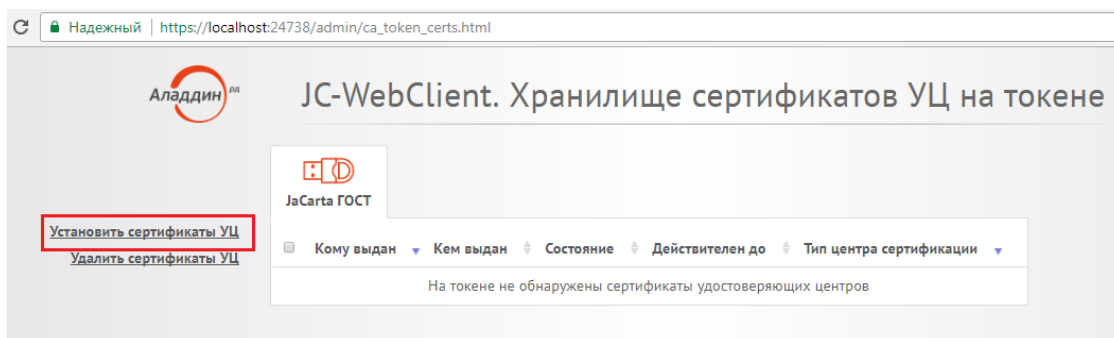 Надежный | https://localhost:24738/admin/ca_token_certs.html
Аладдин РД
JC-WebClient. Хранилище сертификатов УЦ на токене
JaCarta ГОСТ
Установить сертификаты УЦ
Удалить сертификаты УЦ
Кому выдан Кем выдан Состояние Действителен до Тип центра сертификации
На токене не обнаружены сертификаты удостоверяющих центров